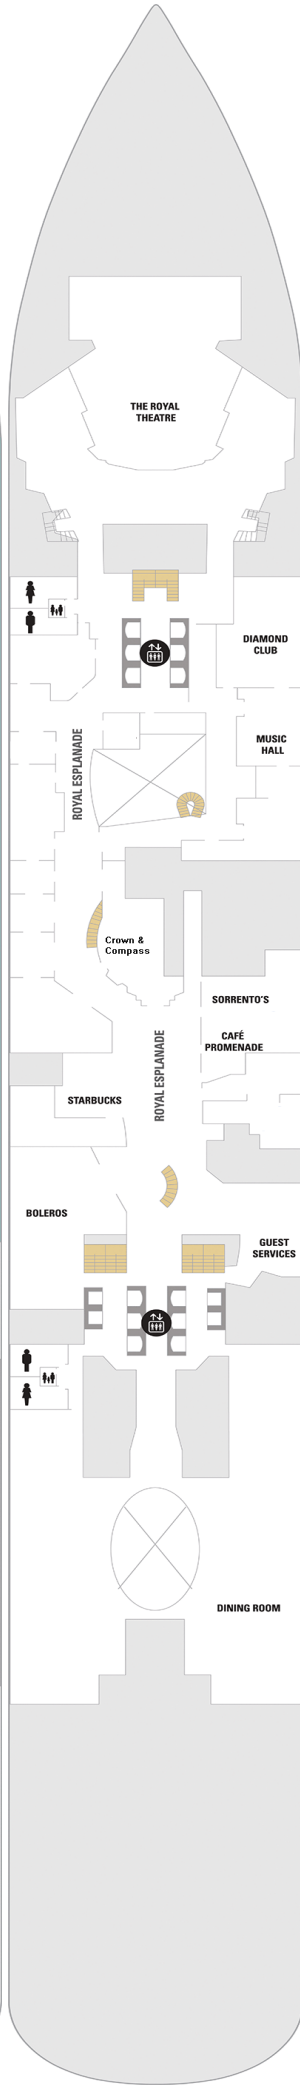 THE ROYAL
THEATRE
DIAMOND
CLUB
MUSIC
HALL
ROYAL ESPLANADE
Crown &
Compass
SORRENTO'S
CAFÉ
PROMENADE
ROYAL ESPLANADE
STARBUCKS
BOLEROS
GUEST
SERVICES
DINING ROOM